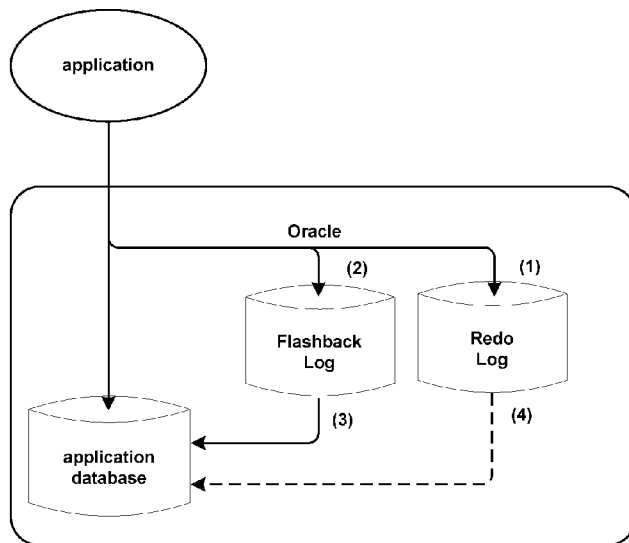 application
Oracle
(2)
(1)
Flashback
Log
Redo
Log
(3)
(4)
application
database